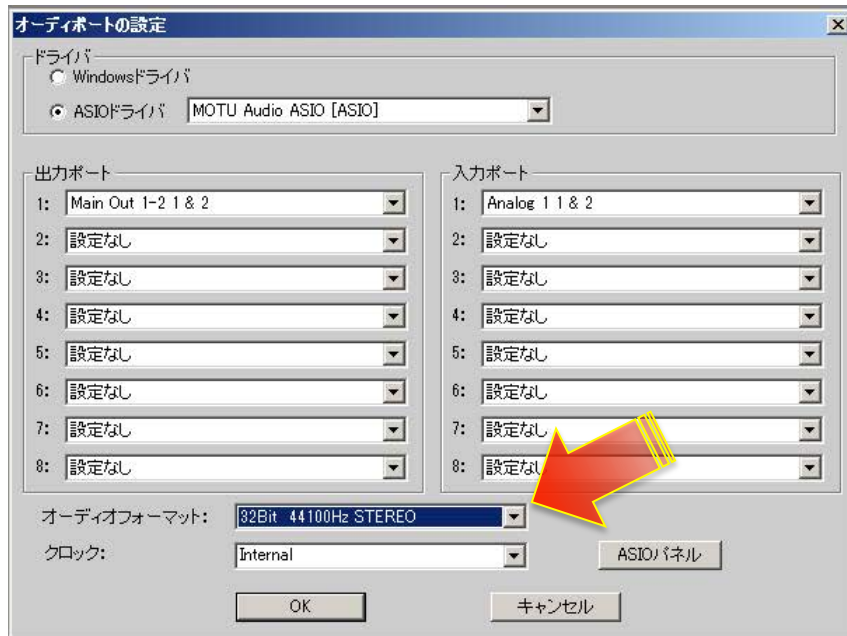 オーディポートの設定
ドライバ
Windowsドライバ
ASIOドライバ MOTU Audio ASIO [ASIO]
出力ポート
1: Main Out 1-2 1 & 2
2: 設定なし
3: 設定なし
4: 設定なし
5: 設定なし
6: 設定なし
7: 設定なし
8: 設定なし
入力ポート
1: Analog 1 1 & 2
2: 設定なし
3: 設定なし
4: 設定なし
5: 設定なし
6: 設定なし
7: 設定なし
8: 設定なし
オーディオフォーマット: 32Bit 44100Hz STEREO
クロック: Internal
ASIOパネル
OK
キャンセル